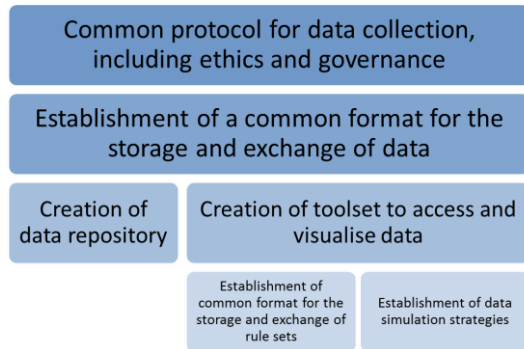 Common protocol for data collection,
including ethics and governance
Establishment of a common format for the
storage and exchange of data
Creation of
data repository
Creation of toolset to access and
visualise data
Establishment of
common format for the
storage and exchange of
rule sets
Establishment of data
simulation strategies